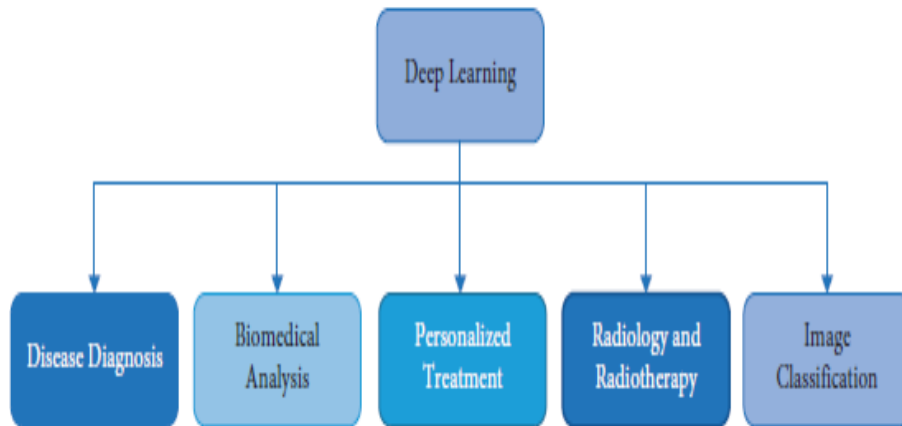 Deep Learning
Disease Diagnosis
Biomedical
Analysis
Personalized
Treatment
Radiology and
Radiotherapy
Image
Classification